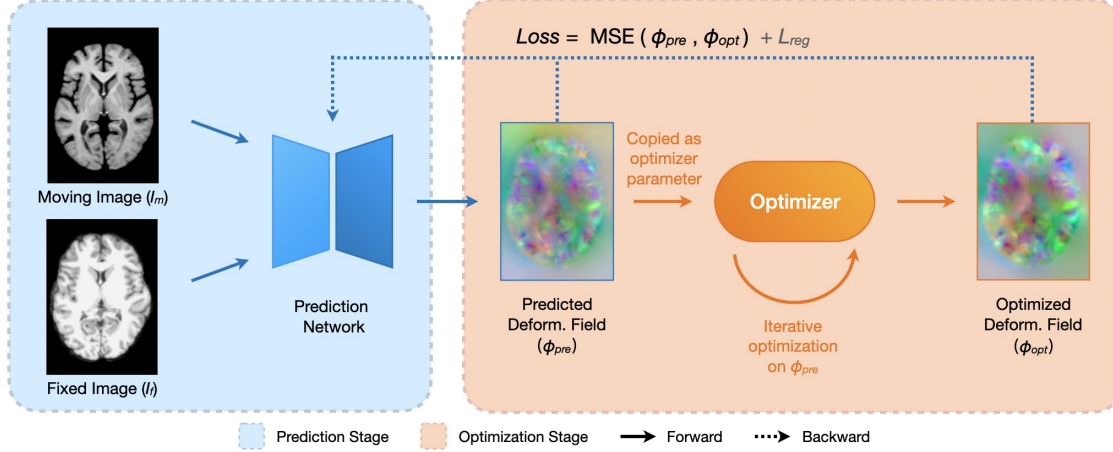 Loss = MSE ( ϕpre , ϕopt ) + Lreg
Moving Image (Im)
Fixed Image (If)
Prediction
Network
Copied as
optimizer
parameter
Optimizer
Iterative
optimization
on ϕpre
Predicted
Deform. Field
(ϕpre)
Optimized
Deform. Field
(ϕopt)
Prediction Stage
Optimization Stage
Forward
Backward